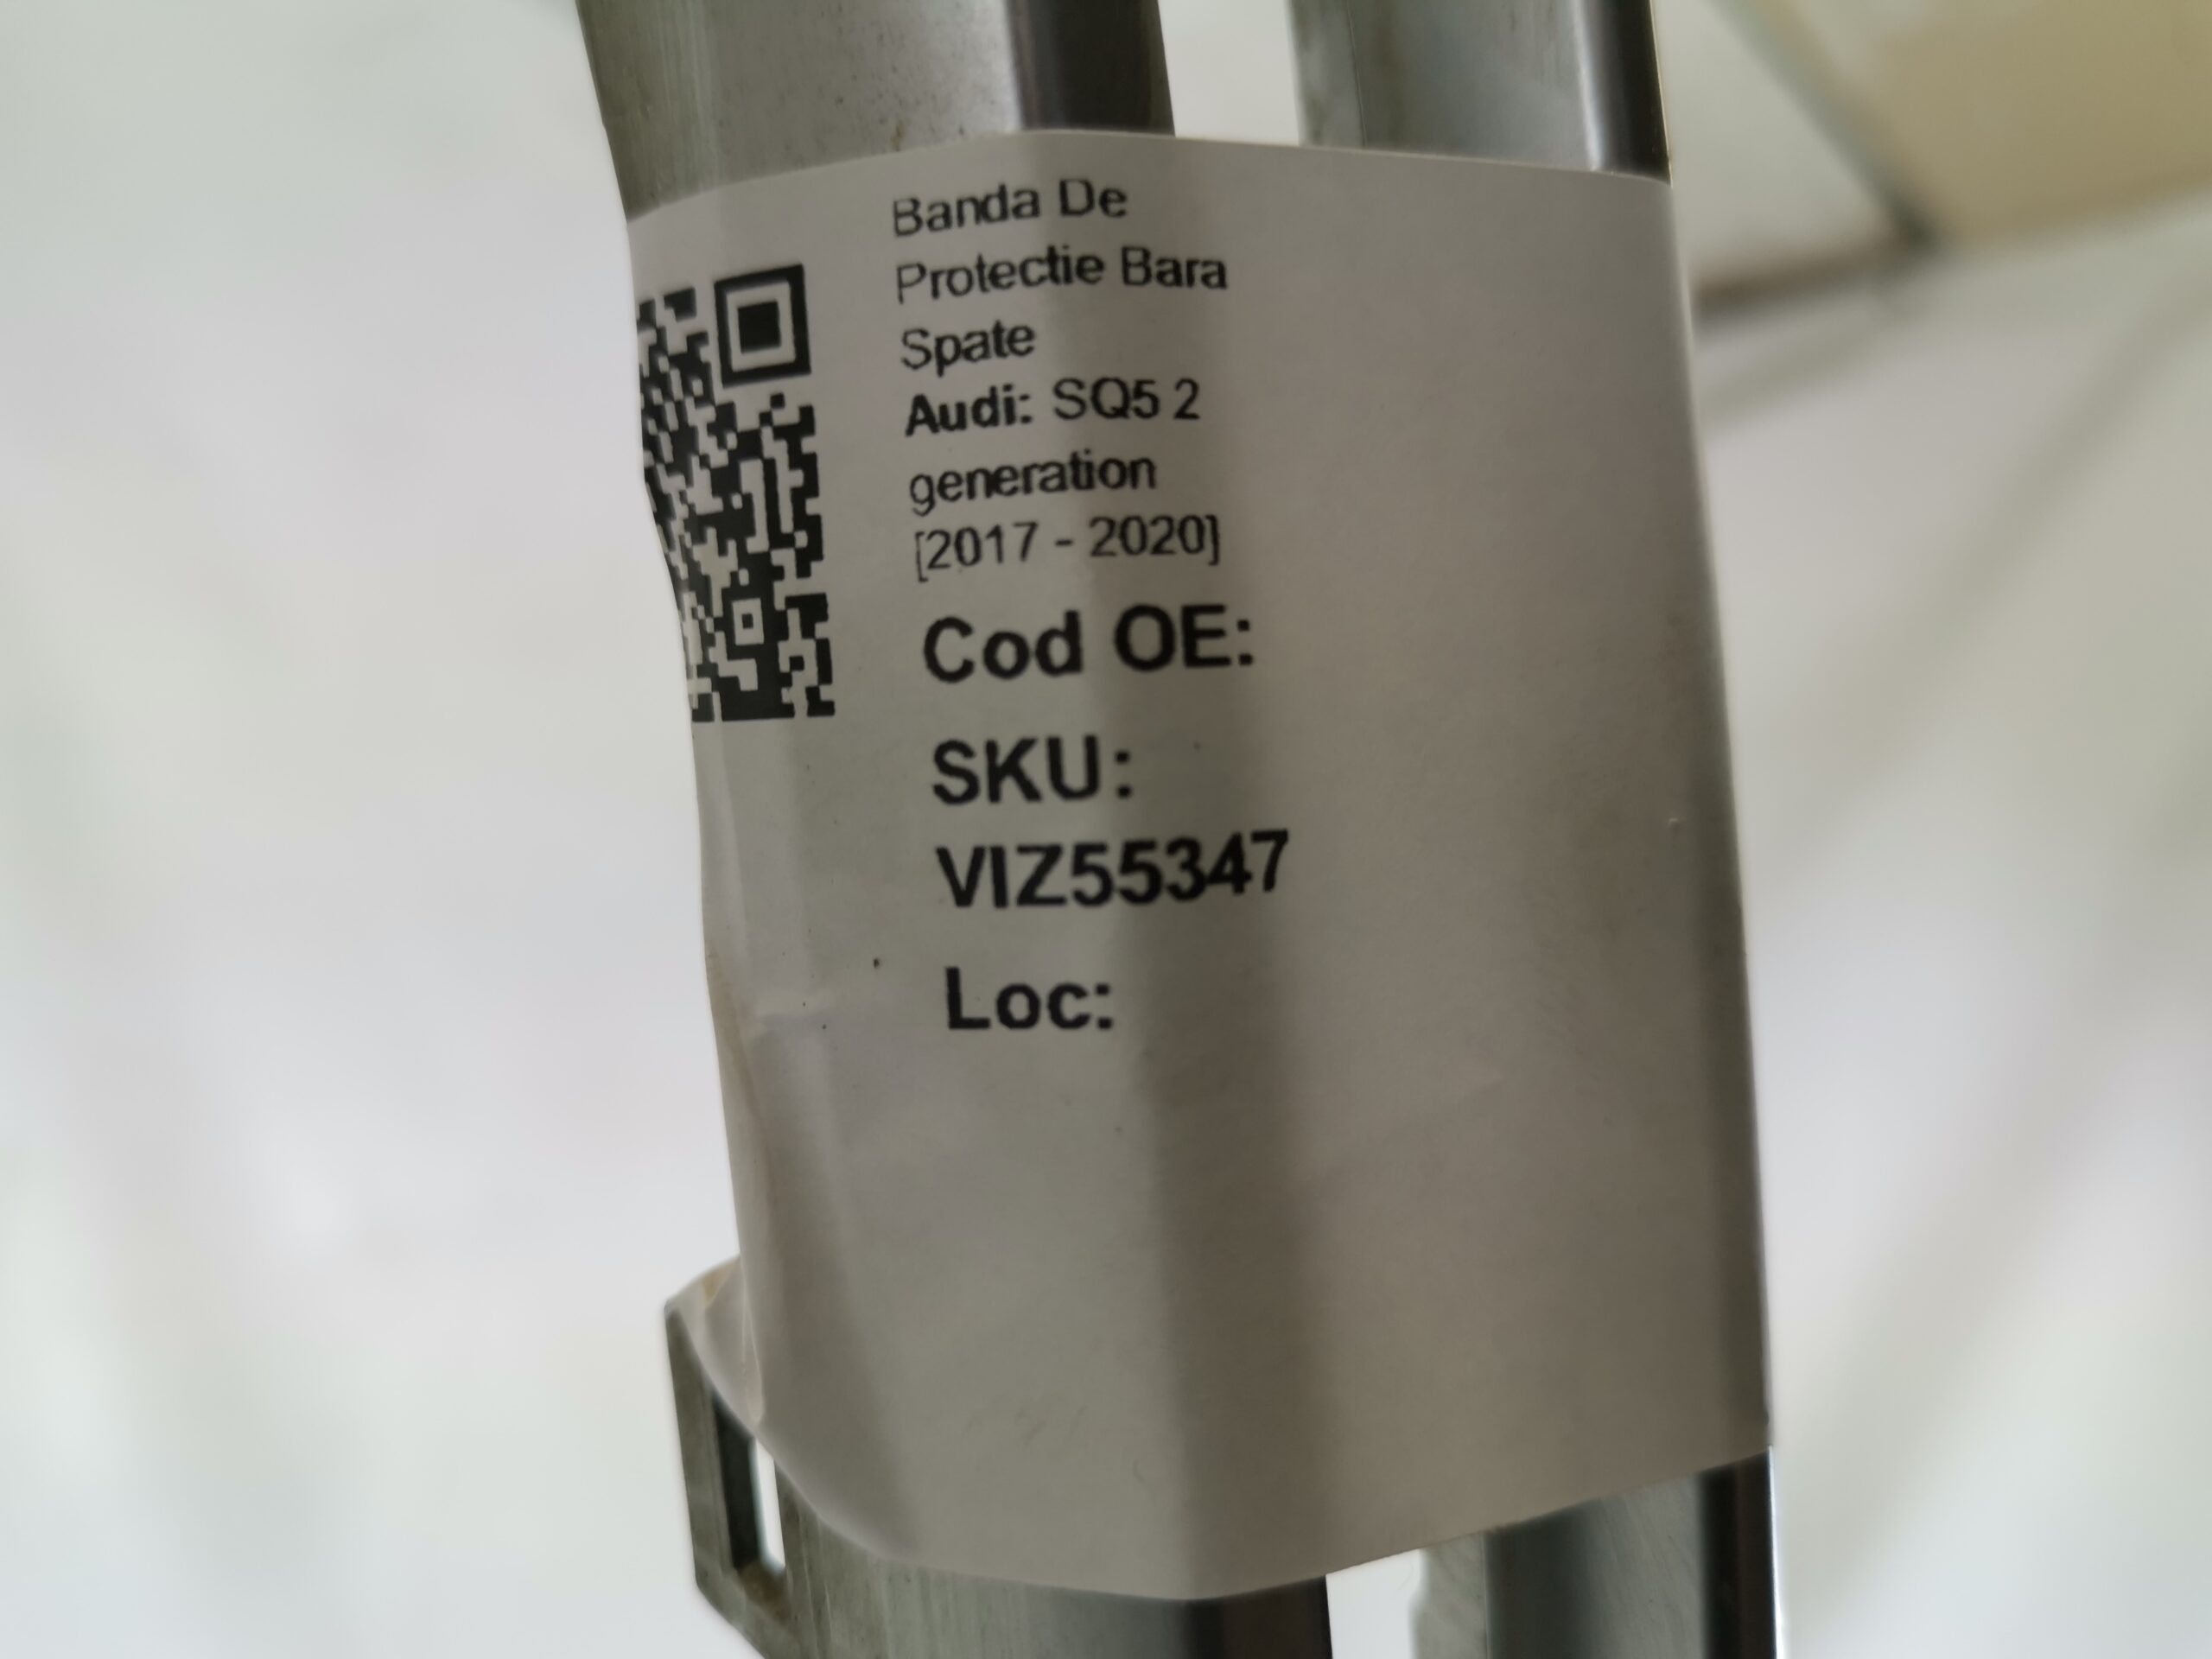 Banda De
Protectie Bara
Spate
Audi: SQ5 2
generation
[2017 - 2020]
Cod OE:
SKU:
VIZ55347
Loc: